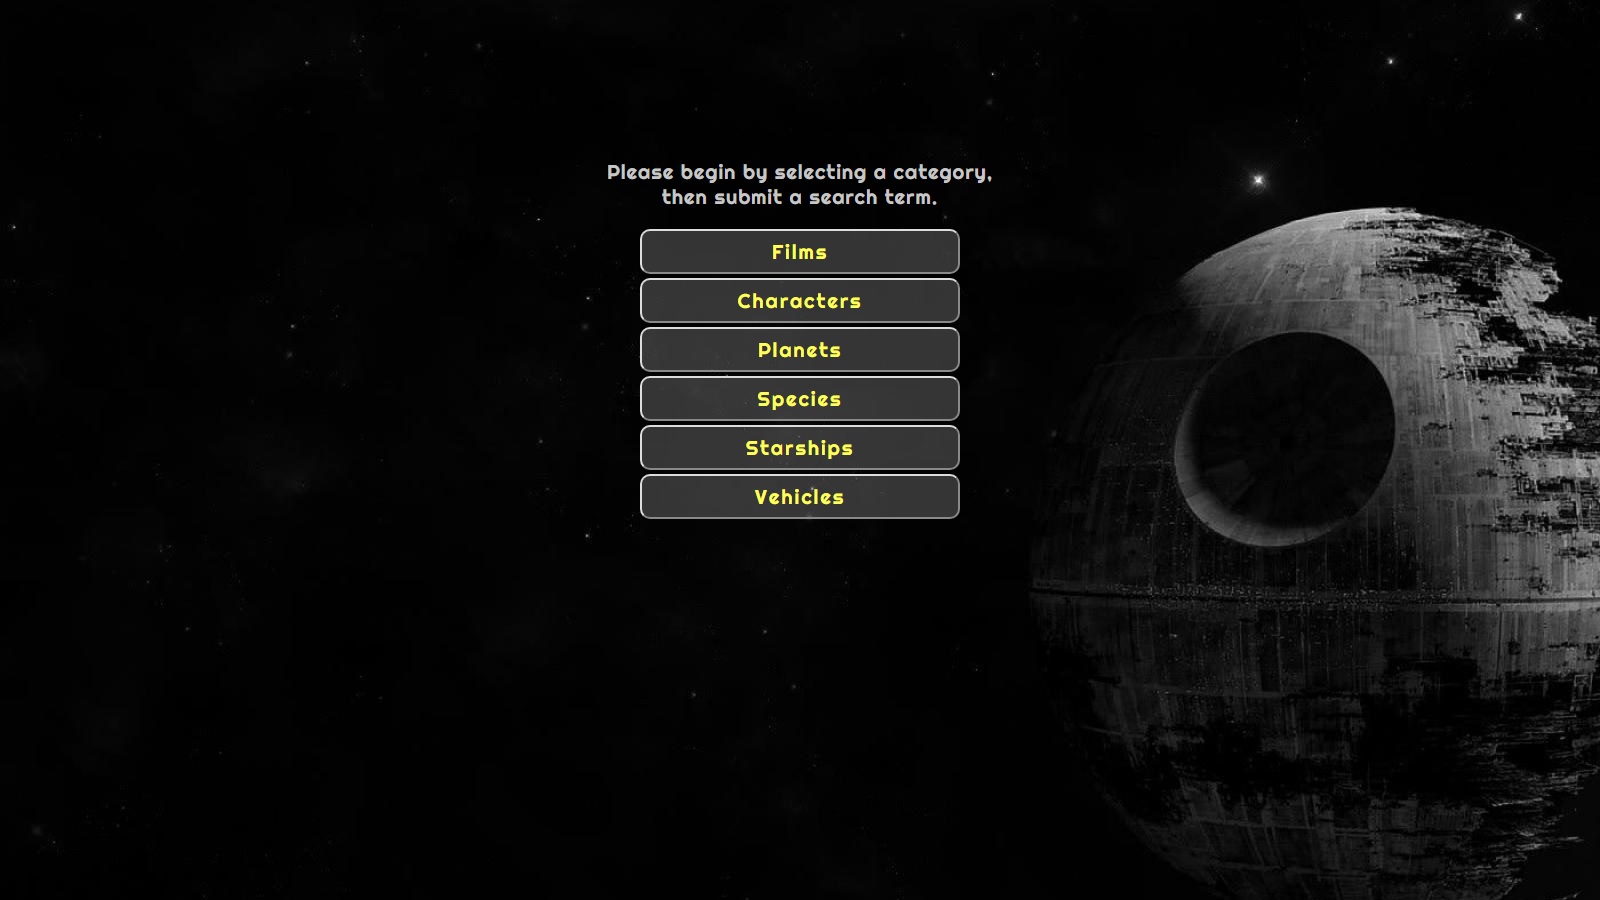 Please begin by selecting a category,
then submit a search term.
Films
Characters
Planets
Species
Starships
Vehicles